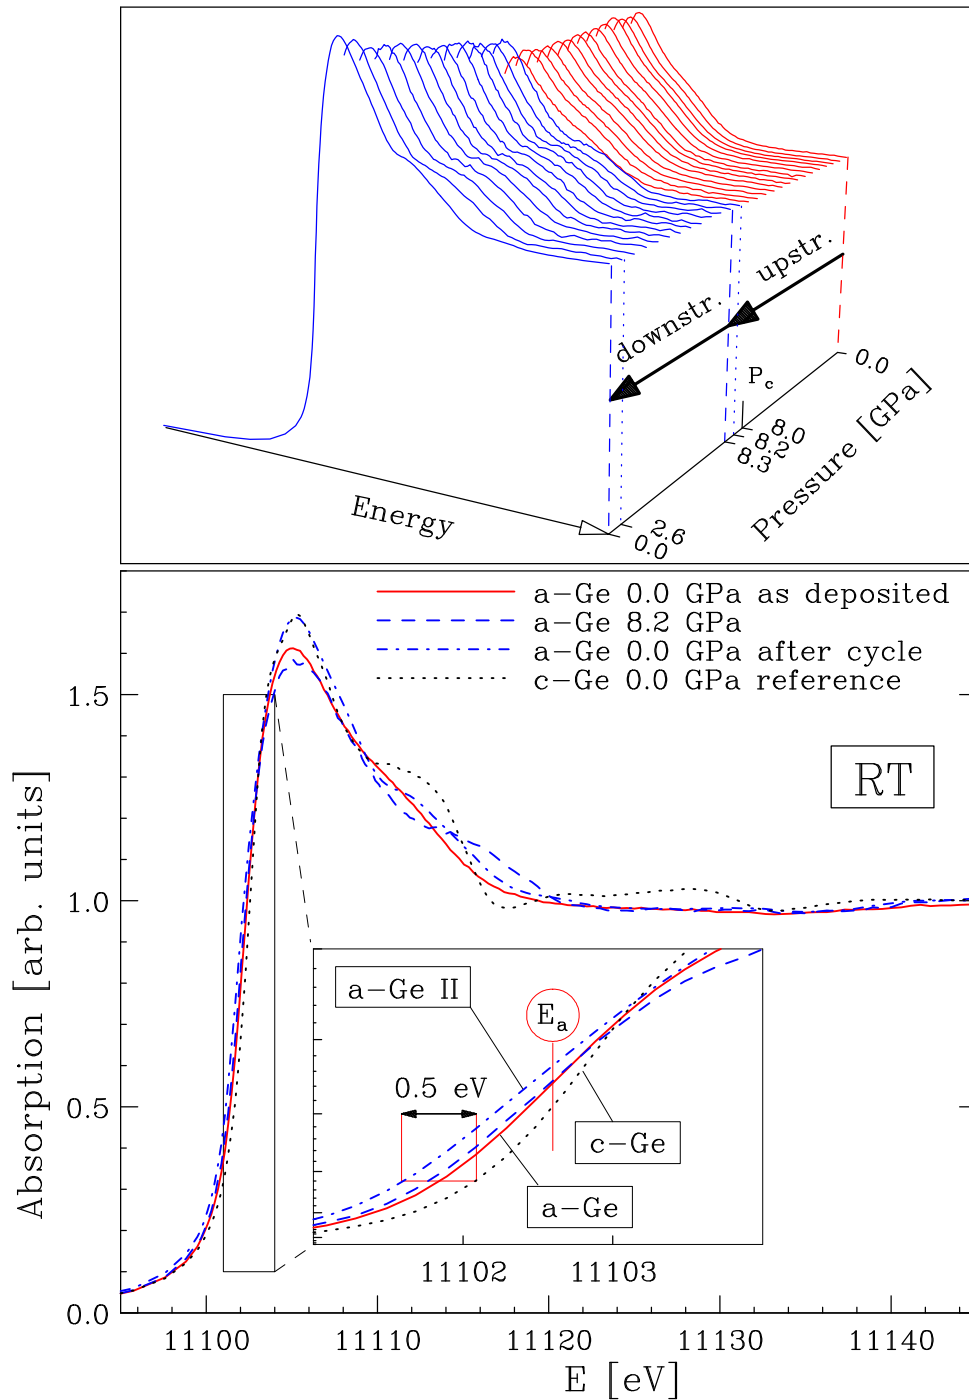 upstr.
downstr.
P_c
0.0
8.0
8.2
8.3
2.6
0.0
Pressure [GPa]
Energy
a-Ge 0.0 GPa as deposited
a-Ge 8.2 GPa
a-Ge 0.0 GPa after cycle
c-Ge 0.0 GPa reference
RT
1.5
1.0
0.5
0.0
Absorption [arb. units]
a-Ge II
E_a
0.5 eV
c-Ge
a-Ge
11102 11103
11100 11110 11120 11130 11140
E [eV]